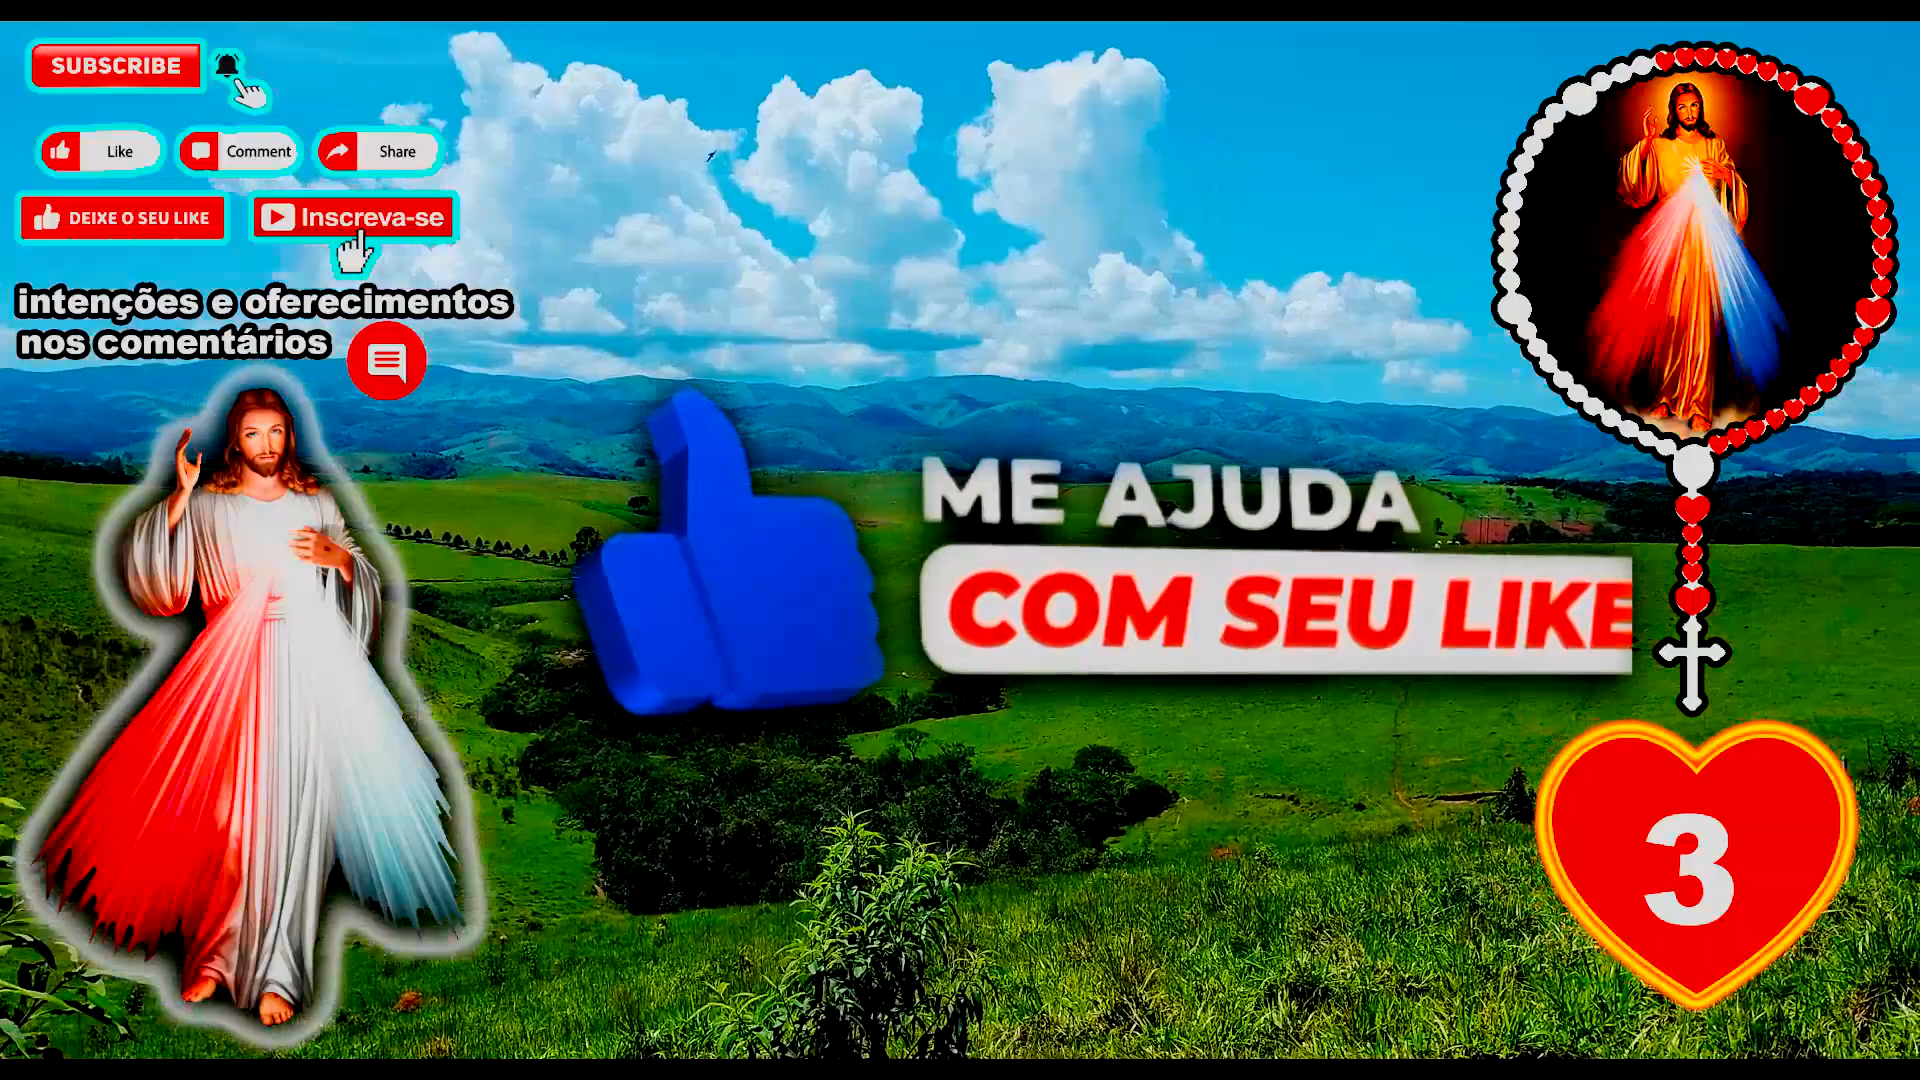 SUBSCRIBE
Like
Comment
Share
DEIXE O SEU LIKE
Inscreva-se
intenções e oferecimentos
nos comentários
ME AJUDA
COM SEU LIKE
3